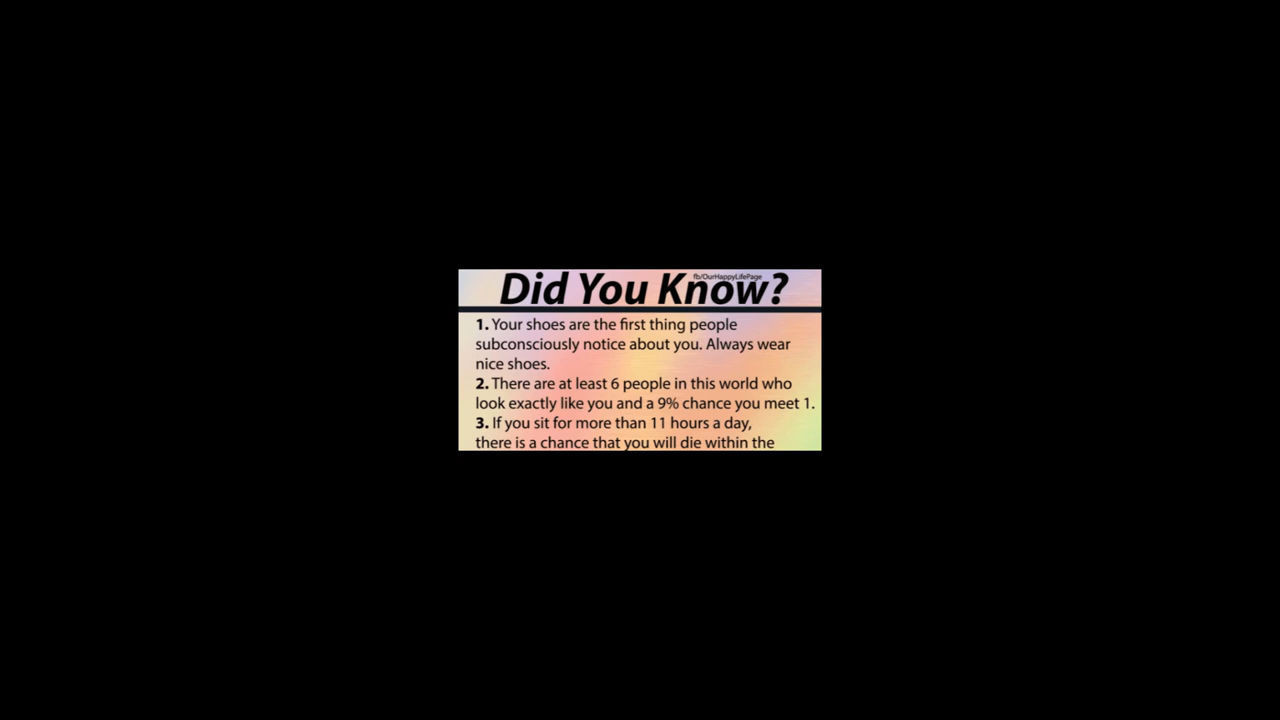 fb/OurHappyLifePage
Did You Know?
1. Your shoes are the first thing people
subconsciously notice about you. Always wear
nice shoes.
2. There are at least 6 people in this world who
look exactly like you and a 9% chance you meet 1.
3. If you sit for more than 11 hours a day,
there is a chance that you will die within the